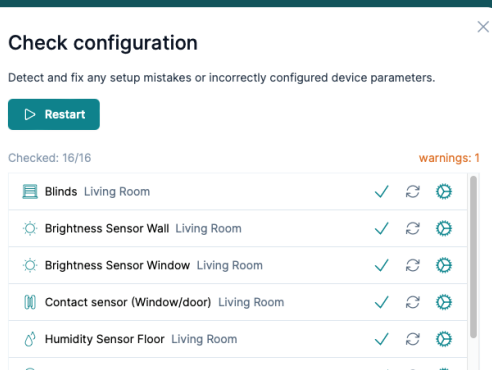 Check configuration
Detect and fix any setup mistakes or incorrectly configured device parameters.
Restart
Checked: 16/16 warnings: 1
Blinds Living Room
Brightness Sensor Wall Living Room
Brightness Sensor Window Living Room
Contact sensor (Window/door) Living Room
Humidity Sensor Floor Living Room